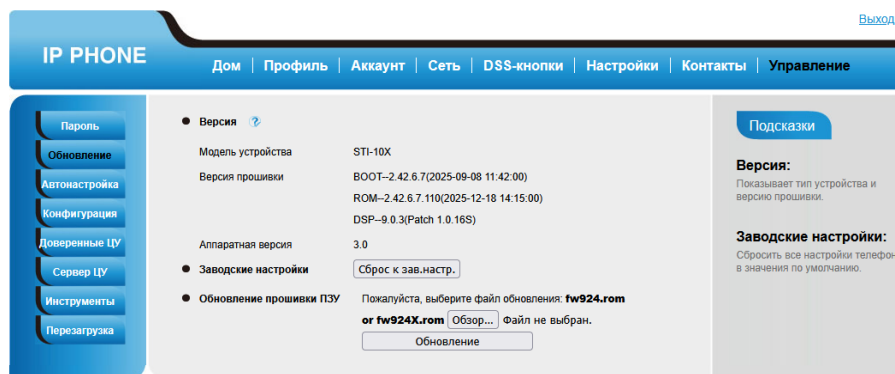 Выход
IP PHONE
Дом | Профиль | Аккаунт | Сеть | DSS-кнопки | Настройки | Контакты | Управление
Пароль
Обновление
Автонастройка
Конфигурация
Доверенные ЦУ
Сервер ЦУ
Инструменты
Перезагрузка
Версия ?
Модель устройства STI-10X
Версия прошивки BOOT--2.42.6.7(2025-09-08 11:42:00)
ROM--2.42.6.7.110(2025-12-18 14:15:00)
DSP--9.0.3(Patch 1.0.16S)
Аппаратная версия 3.0
Заводские настройки Сброс к зав.настр.
Обновление прошивки ПЗУ Пожалуйста, выберите файл обновления: fw924.rom
or fw924X.rom Обзор... Файл не выбран.
Обновление
Подсказки
Версия:
Показывает тип устройства и
версию прошивки.
Заводские настройки:
Сбросить все настройки телефон
в значения по умолчанию.